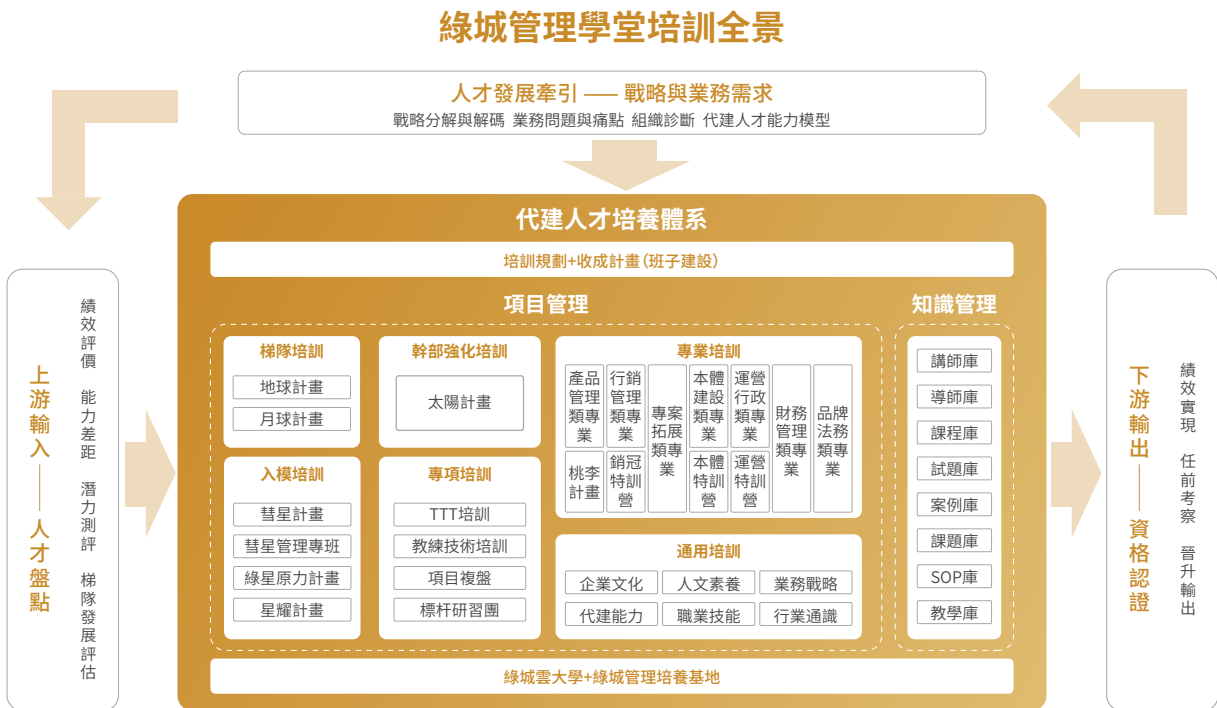 綠城管理學堂培訓全景
人才發展牽引 —— 戰略與業務需求
戰略分解與解碼 業務問題與痛點 組織診斷 代建人才能力模型
上游輸入——人才盤點
績效評價 能力差距 潛力測評 梯隊發展評估
代建人才培養體系
培訓規劃+收成計畫(班子建設)
項目管理
梯隊培訓
地球計畫
月球計畫
幹部強化培訓
太陽計畫
入模培訓
彗星計畫
彗星管理專班
綠星原力計畫
星耀計畫
專項培訓
TTT培訓
教練技術培訓
項目複盤
標杆研習團
專業培訓
產品管理類專業
桃李計畫
行銷管理類專業
銷冠特訓營
專案拓展類專業
本體建設類專業
本體特訓營
運營行政類專業
運營特訓營
財務管理類專業
品牌法務類專業
通用培訓
企業文化 人文素養 業務戰略
代建能力 職業技能 行業通識
知識管理
講師庫
導師庫
課程庫
試題庫
案例庫
課題庫
SOP庫
教學庫
綠城雲大學+綠城管理培養基地
下游輸出——資格認證
績效實現 任前考察 晉升輸出